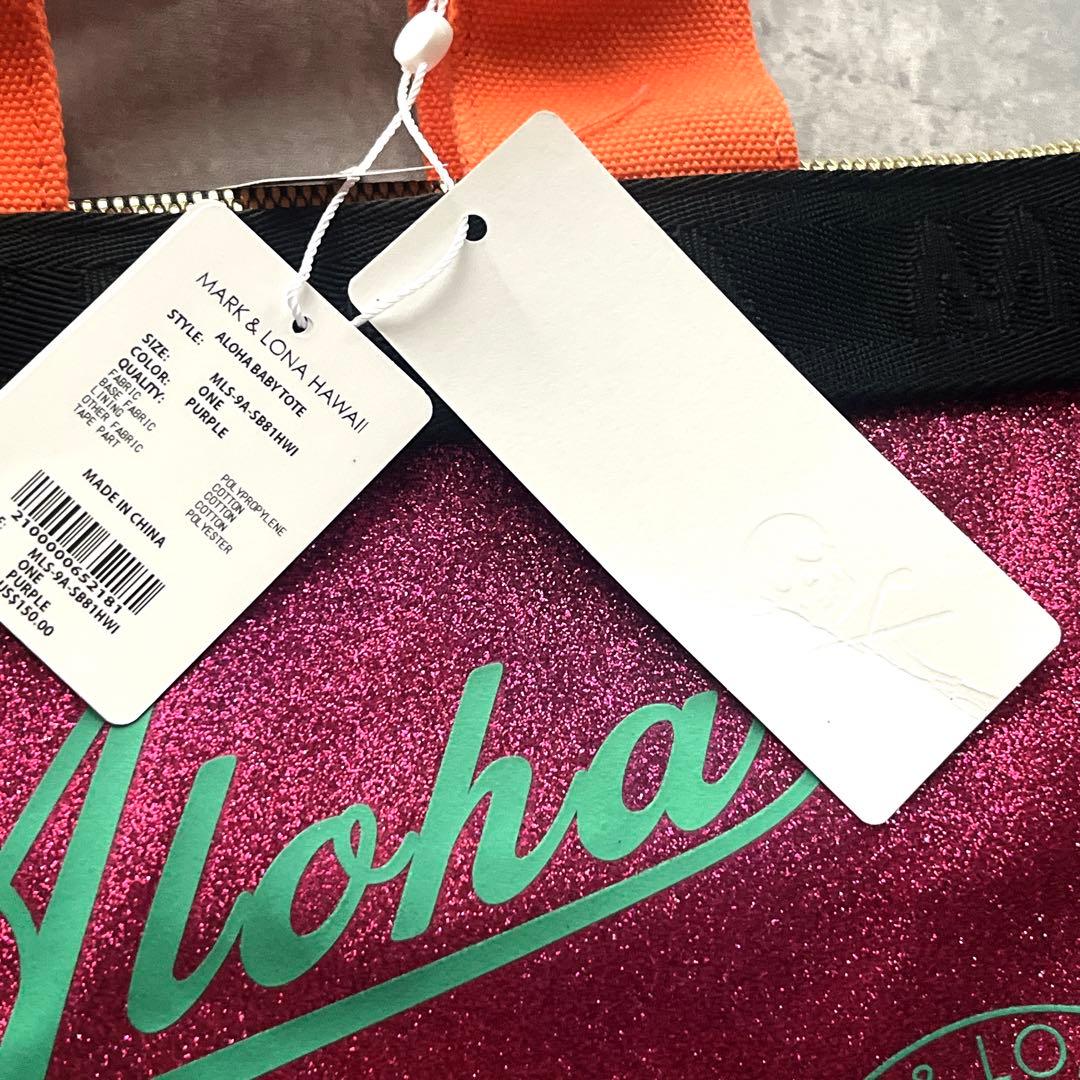 MARK & LONA HAWAII
ALOHA BABY TOTE
STYLE: MLS-9A-SB81HWI
SIZE: ONE
COLOR: PURPLE
QUALITY:
FABRIC POLYPROPYLENE
BASE FABRIC COTTON
LINING COTTON
OTHER FABRIC COTTON
TAPE PART POLYESTER
MADE IN CHINA
2100000652181
MLS-9A-SB81HWI
ONE
PURPLE
US$150.00
Aloha
& LO